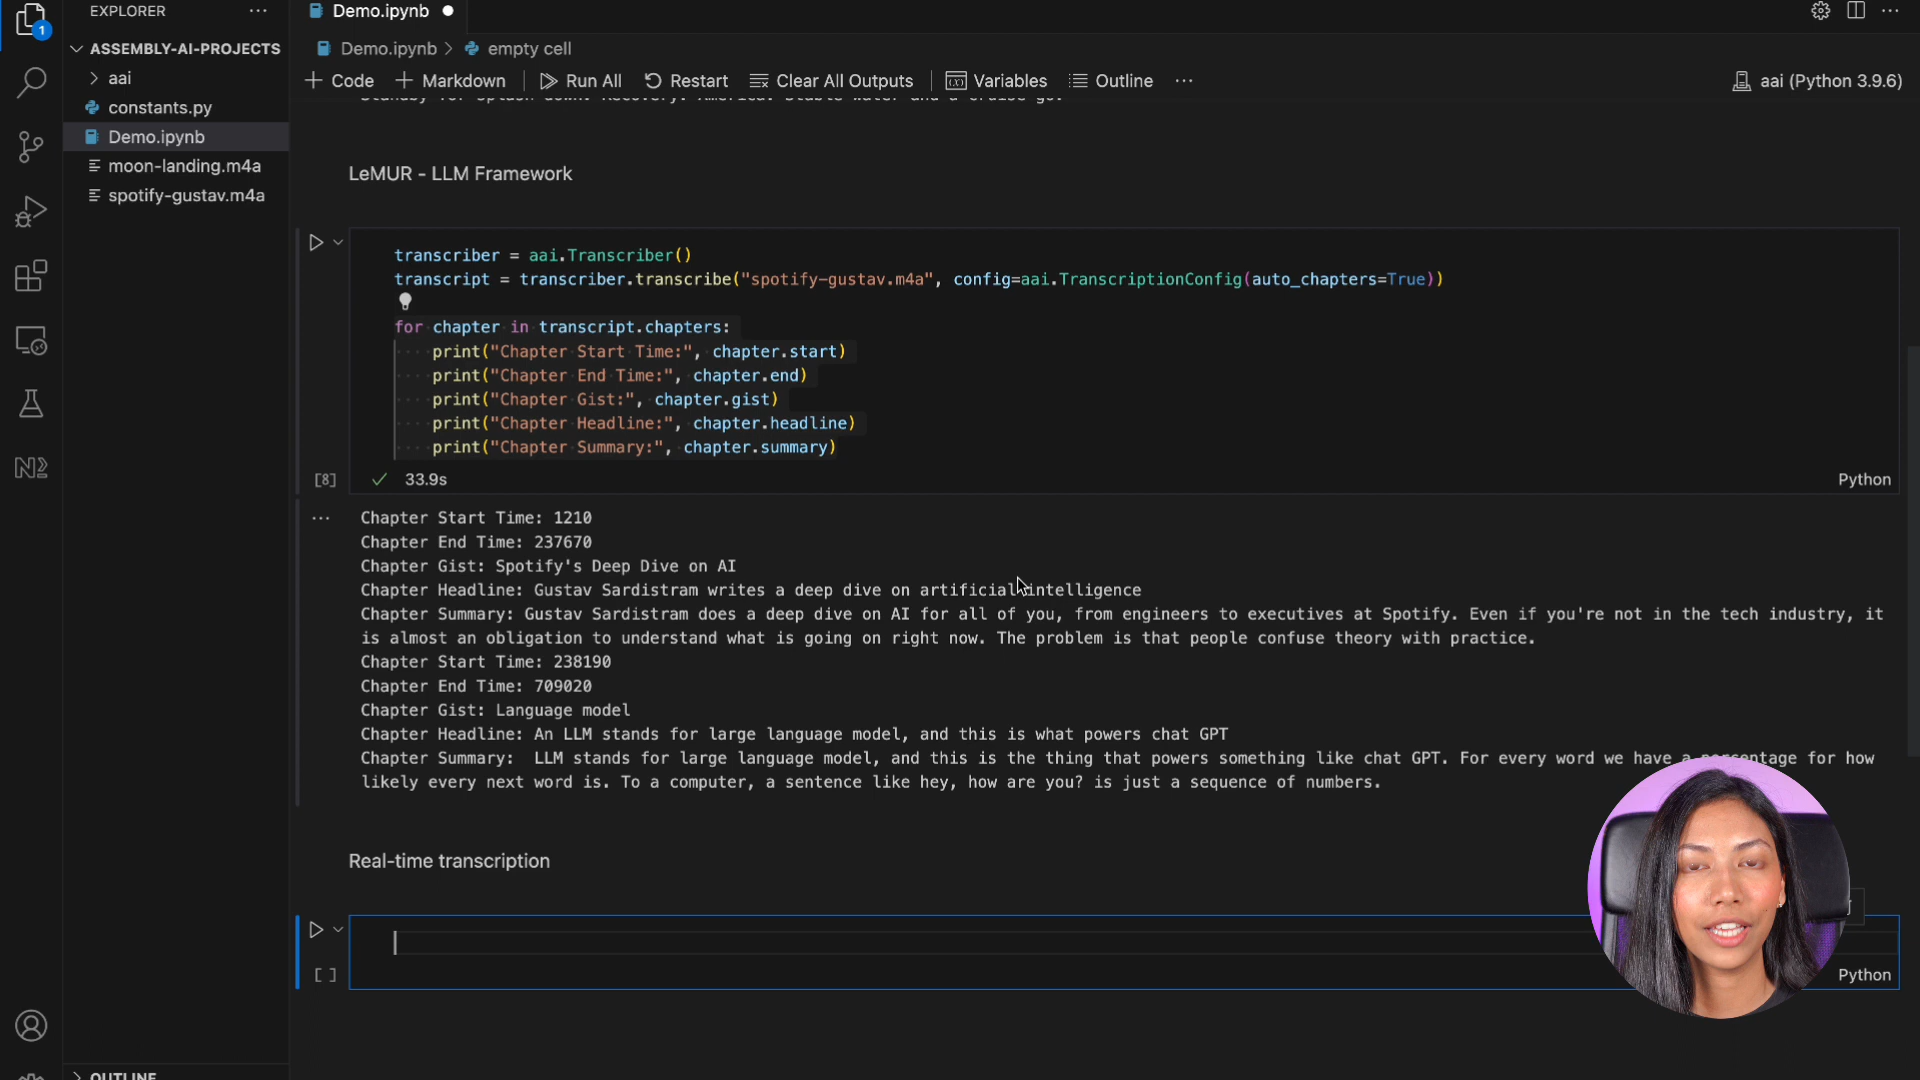 EXPLORER
ASSEMBLY-AI-PROJECTS
aai
constants.py
Demo.ipynb
moon-landing.m4a
spotify-gustav.m4a
OUTLINE
1
Demo.ipynb
Demo.ipynb > empty cell
+ Code + Markdown Run All Restart Clear All Outputs Variables Outline ... aai (Python 3.9.6)
LeMUR - LLM Framework
transcriber = aai.Transcriber()
transcript = transcriber.transcribe("spotify-gustav.m4a", config=aai.TranscriptionConfig(auto_chapters=True))
for chapter in transcript.chapters:
print("Chapter Start Time:", chapter.start)
print("Chapter End Time:", chapter.end)
print("Chapter Gist:", chapter.gist)
print("Chapter Headline:", chapter.headline)
print("Chapter Summary:", chapter.summary)
[8] 33.9s Python
Chapter Start Time: 1210
Chapter End Time: 237670
Chapter Gist: Spotify's Deep Dive on AI
Chapter Headline: Gustav Sardistram writes a deep dive on artificial intelligence
Chapter Summary: Gustav Sardistram does a deep dive on AI for all of you, from engineers to executives at Spotify. Even if you're not in the tech industry, it
is almost an obligation to understand what is going on right now. The problem is that people confuse theory with practice.
Chapter Start Time: 238190
Chapter End Time: 709020
Chapter Gist: Language model
Chapter Headline: An LLM stands for large language model, and this is what powers chat GPT
Chapter Summary:  LLM stands for large language model, and this is the thing that powers something like chat GPT. For every word we have a percentage for how
likely every next word is. To a computer, a sentence like hey, how are you? is just a sequence of numbers.
Real-time transcription
[ ] Python